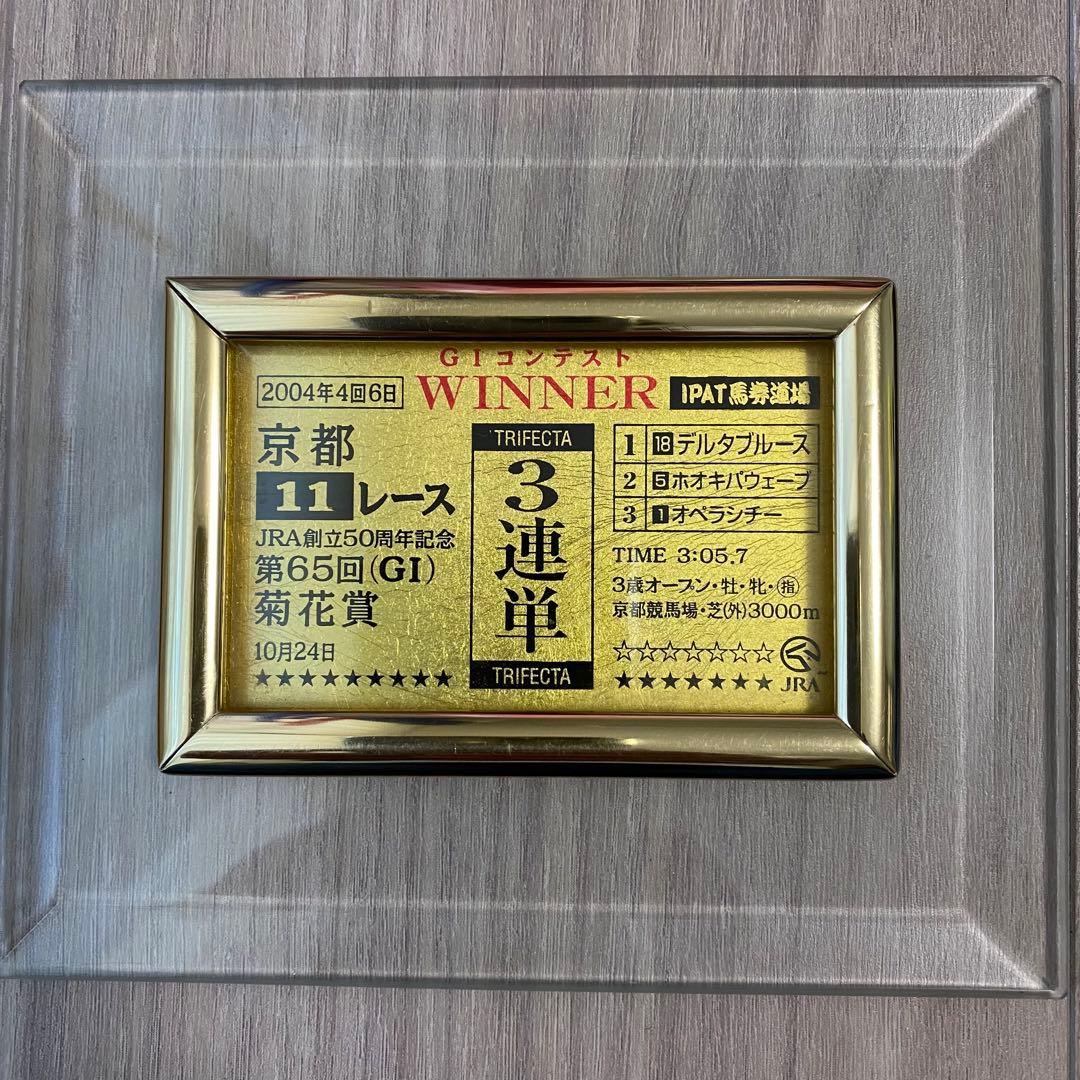 GIコンテスト
WINNER
2004年4回6日
IPAT馬券道場
京都
11レース
JRA創立50周年記念
第65回(GI)
菊花賞
10月24日
★★★★★★★★★★
TRIFECTA
3連単
TRIFECTA
1 18デルタブルース
2 5ホオキパウェーブ
3 1オペラシチー
TIME 3:05.7
3歳オープン・牡・牝・㊟
京都競馬場・芝(外)3000m
☆☆☆☆☆☆☆
★★★★★★★
JRA